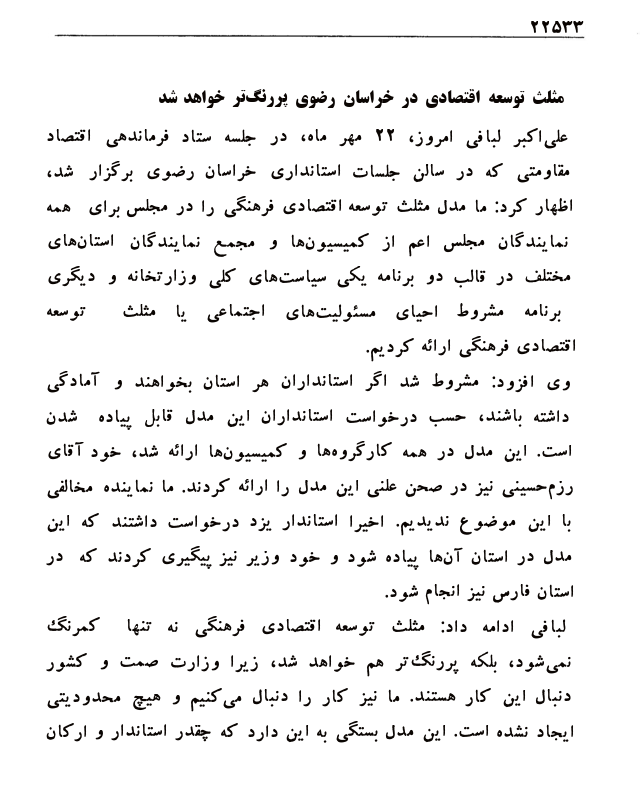 ۲۲۵۳۳
مثلث توسعه اقتصادی در خراسان رضوی پررنگ‌تر خواهد شد
علی‌اکبر لبافی امروز، ۲۲ مهر ماه، در جلسه ستاد فرماندهی اقتصاد
مقاومتی که در سالن جلسات استانداری خراسان رضوی برگزار شد،
اظهار کرد: ما مدل مثلث توسعه اقتصادی فرهنگی را در مجلس برای همه
نمایندگان مجلس اعم از کمیسیون‌ها و مجمع نمایندگان استان‌های
مختلف در قالب دو برنامه یکی سیاست‌های کلی وزارتخانه و دیگری
برنامه مشروط احیای مسئولیت‌های اجتماعی یا مثلث توسعه
اقتصادی فرهنگی ارائه کردیم.
وی افزود: مشروط شد اگر استانداران هر استان بخواهند و آمادگی
داشته باشند، حسب درخواست استانداران این مدل قابل پیاده شدن
است. این مدل در همه کارگروه‌ها و کمیسیون‌ها ارائه شد، خود آقای
رزم‌حسینی نیز در صحن علنی این مدل را ارائه کردند. ما نماینده مخالفی
با این موضوع ندیدیم. اخیرا استاندار یزد درخواست داشتند که این
مدل در استان آن‌ها پیاده شود و خود وزیر نیز پیگیری کردند که در
استان فارس نیز انجام شود.
لبافی ادامه داد: مثلث توسعه اقتصادی فرهنگی نه تنها کمرنگ
نمی‌شود، بلکه پررنگ‌تر هم خواهد شد، زیرا وزارت صمت و کشور
دنبال این کار هستند. ما نیز کار را دنبال می‌کنیم و هیچ محدودیتی
ایجاد نشده است. این مدل بستگی به این دارد که چقدر استاندار و ارکان